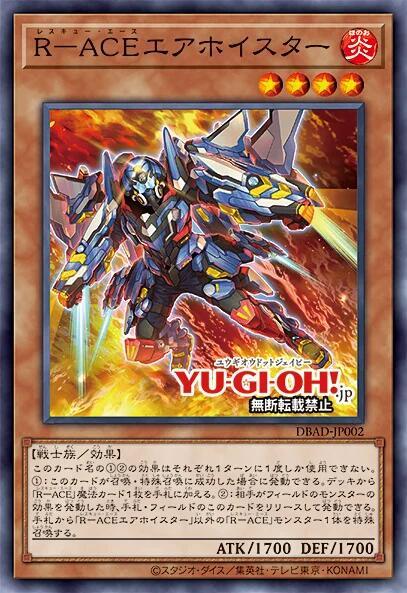 レスキュー・エース
R－ACEエアホイスター
ほのお
炎
ユウギオウドットジェイピー
YU-GI-OH!.jp
無断転載禁止
DBAD-JP002
【戦士族／効果】
このカード名の①②の効果はそれぞれ1ターンに1度しか使用できない。
①：このカードが召喚・特殊召喚に成功した場合に発動できる。デッキから
「R－ACE」魔法カード1枚を手札に加える。②：相手がフィールドのモンスターの
効果を発動した時、手札・フィールドのこのカードをリリースして発動できる。
手札から「R－ACEエアホイスター」以外の「R－ACE」モンスター1体を特殊
召喚する。
ATK/1700 DEF/1700
©スタジオ・ダイス／集英社・テレビ東京・KONAMI